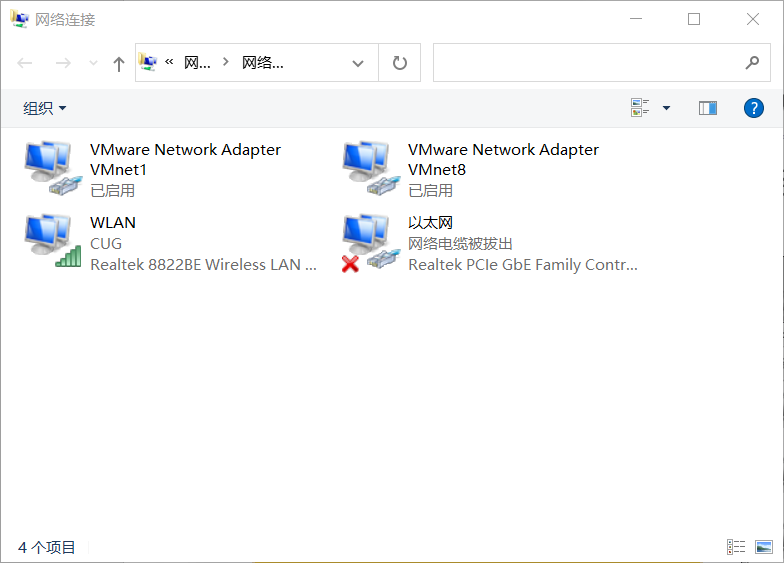 网络连接
« 网... › 网络...
组织
VMware Network Adapter
VMnet1
已启用
VMware Network Adapter
VMnet8
已启用
WLAN
CUG
Realtek 8822BE Wireless LAN ...
以太网
网络电缆被拔出
Realtek PCIe GbE Family Contr...
4 个项目